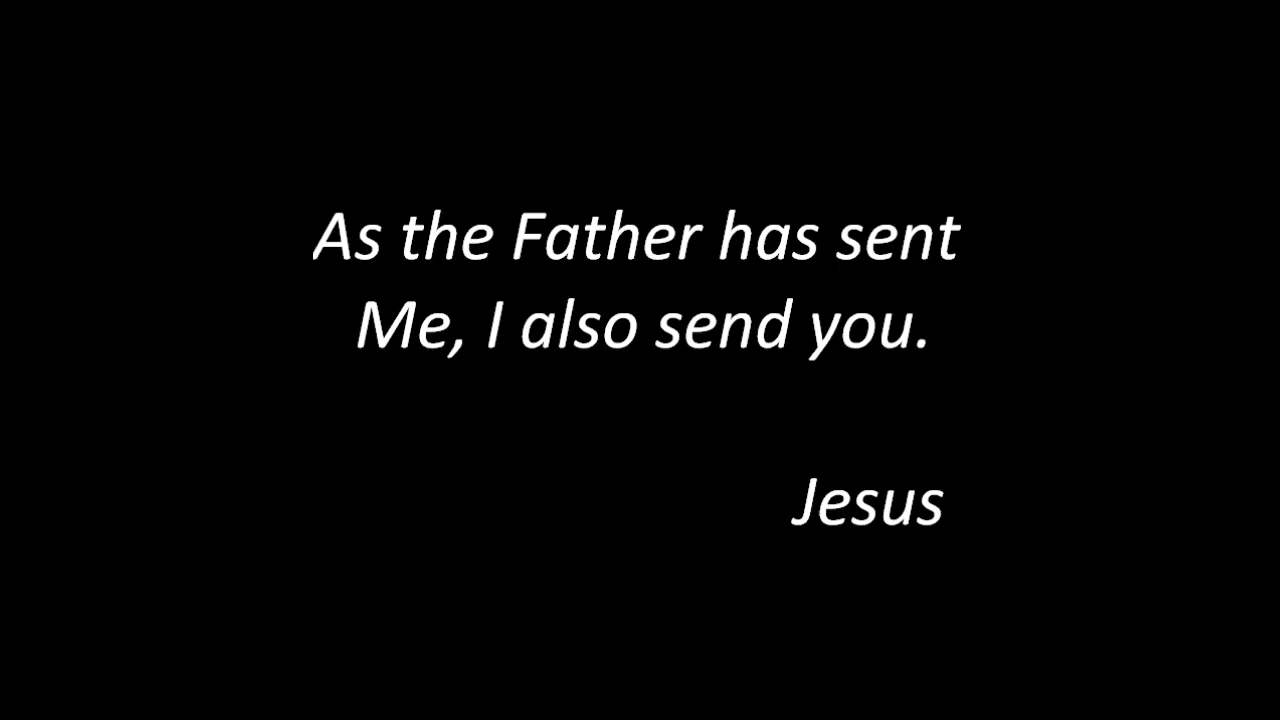 As the Father has sent
Me, I also send you.
Jesus